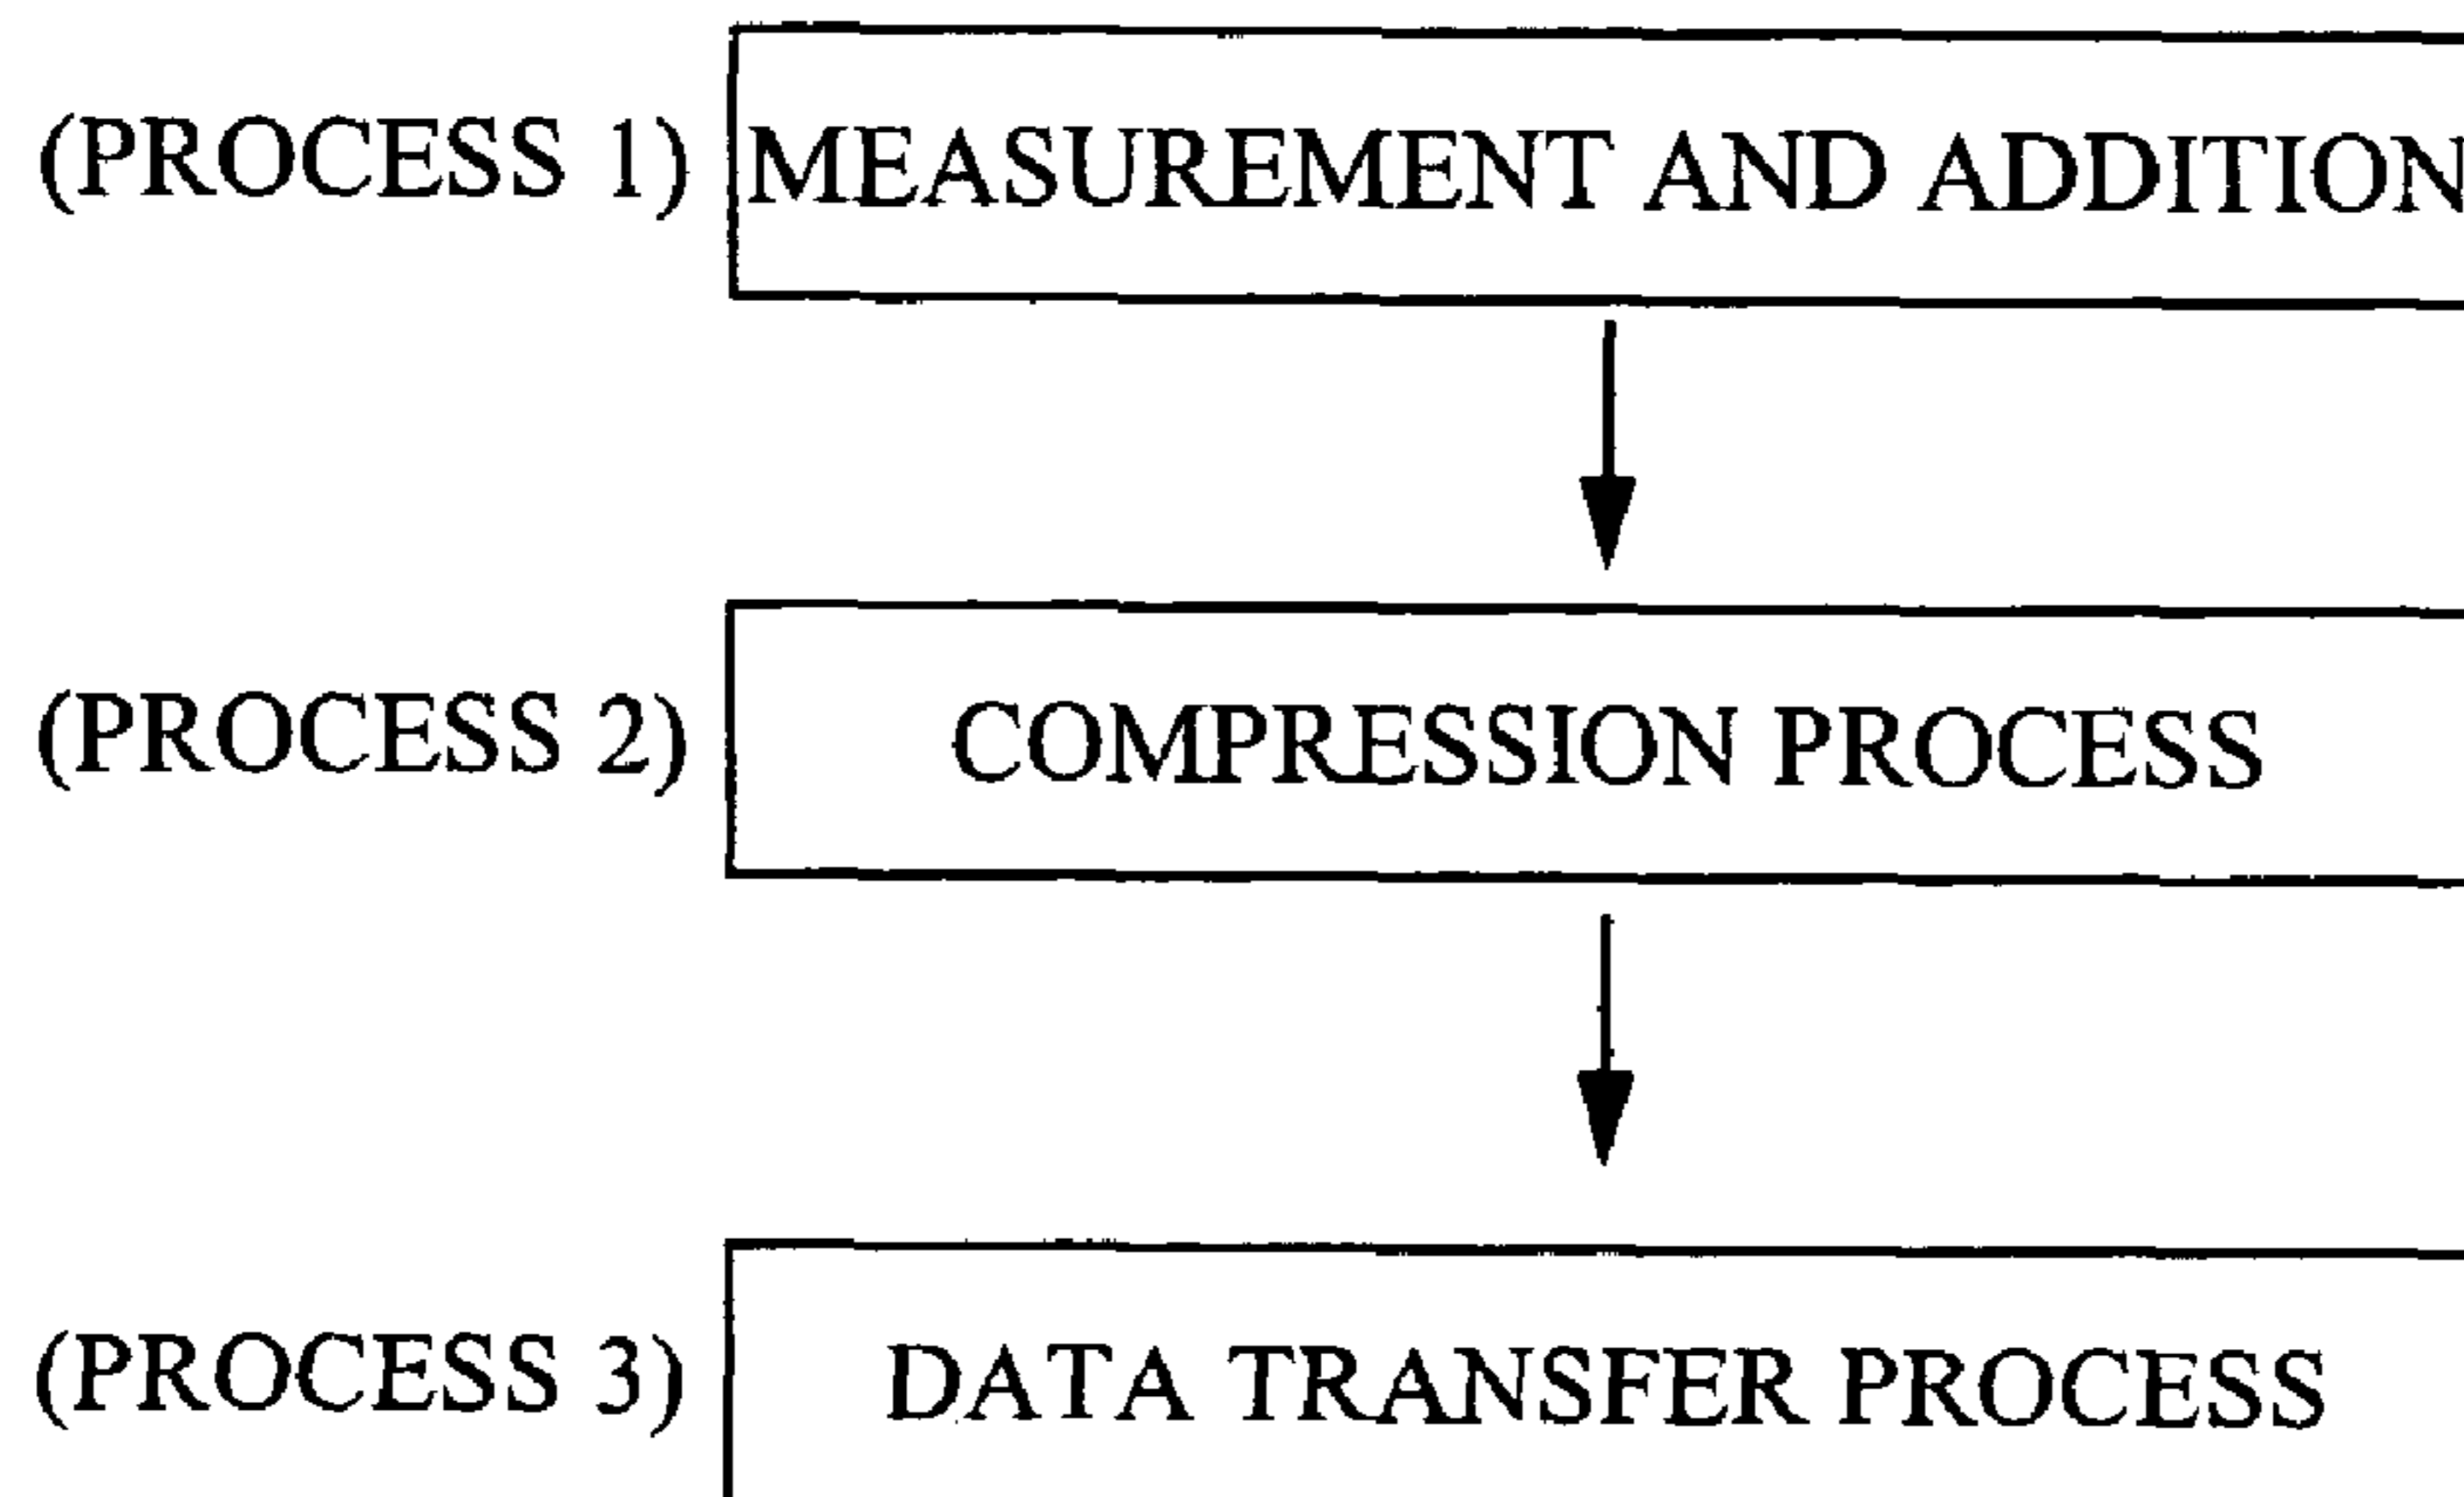 (PROCESS 1) MEASUREMENT AND ADDITION
(PROCESS 2) COMPRESSION PROCESS
(PROCESS 3) DATA TRANSFER PROCESS